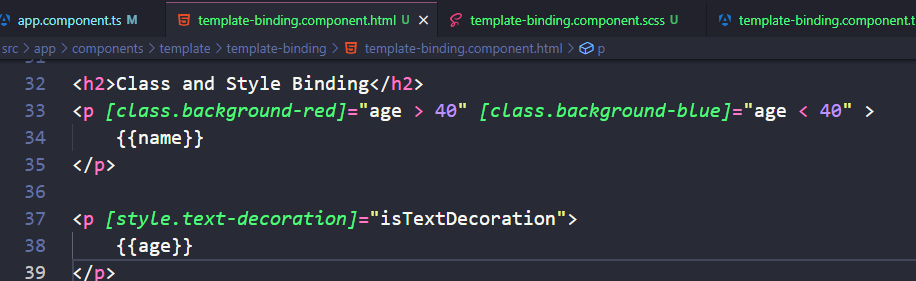 app.component.ts M template-binding.component.html U template-binding.component.scss U template-binding.component.t
src > app > components > template > template-binding > template-binding.component.html > p
32 <h2>Class and Style Binding</h2>
33 <p [class.background-red]="age > 40" [class.background-blue]="age < 40" >
34 {{name}}
35 </p>
36
37 <p [style.text-decoration]="isTextDecoration">
38 {{age}}
39 </p>